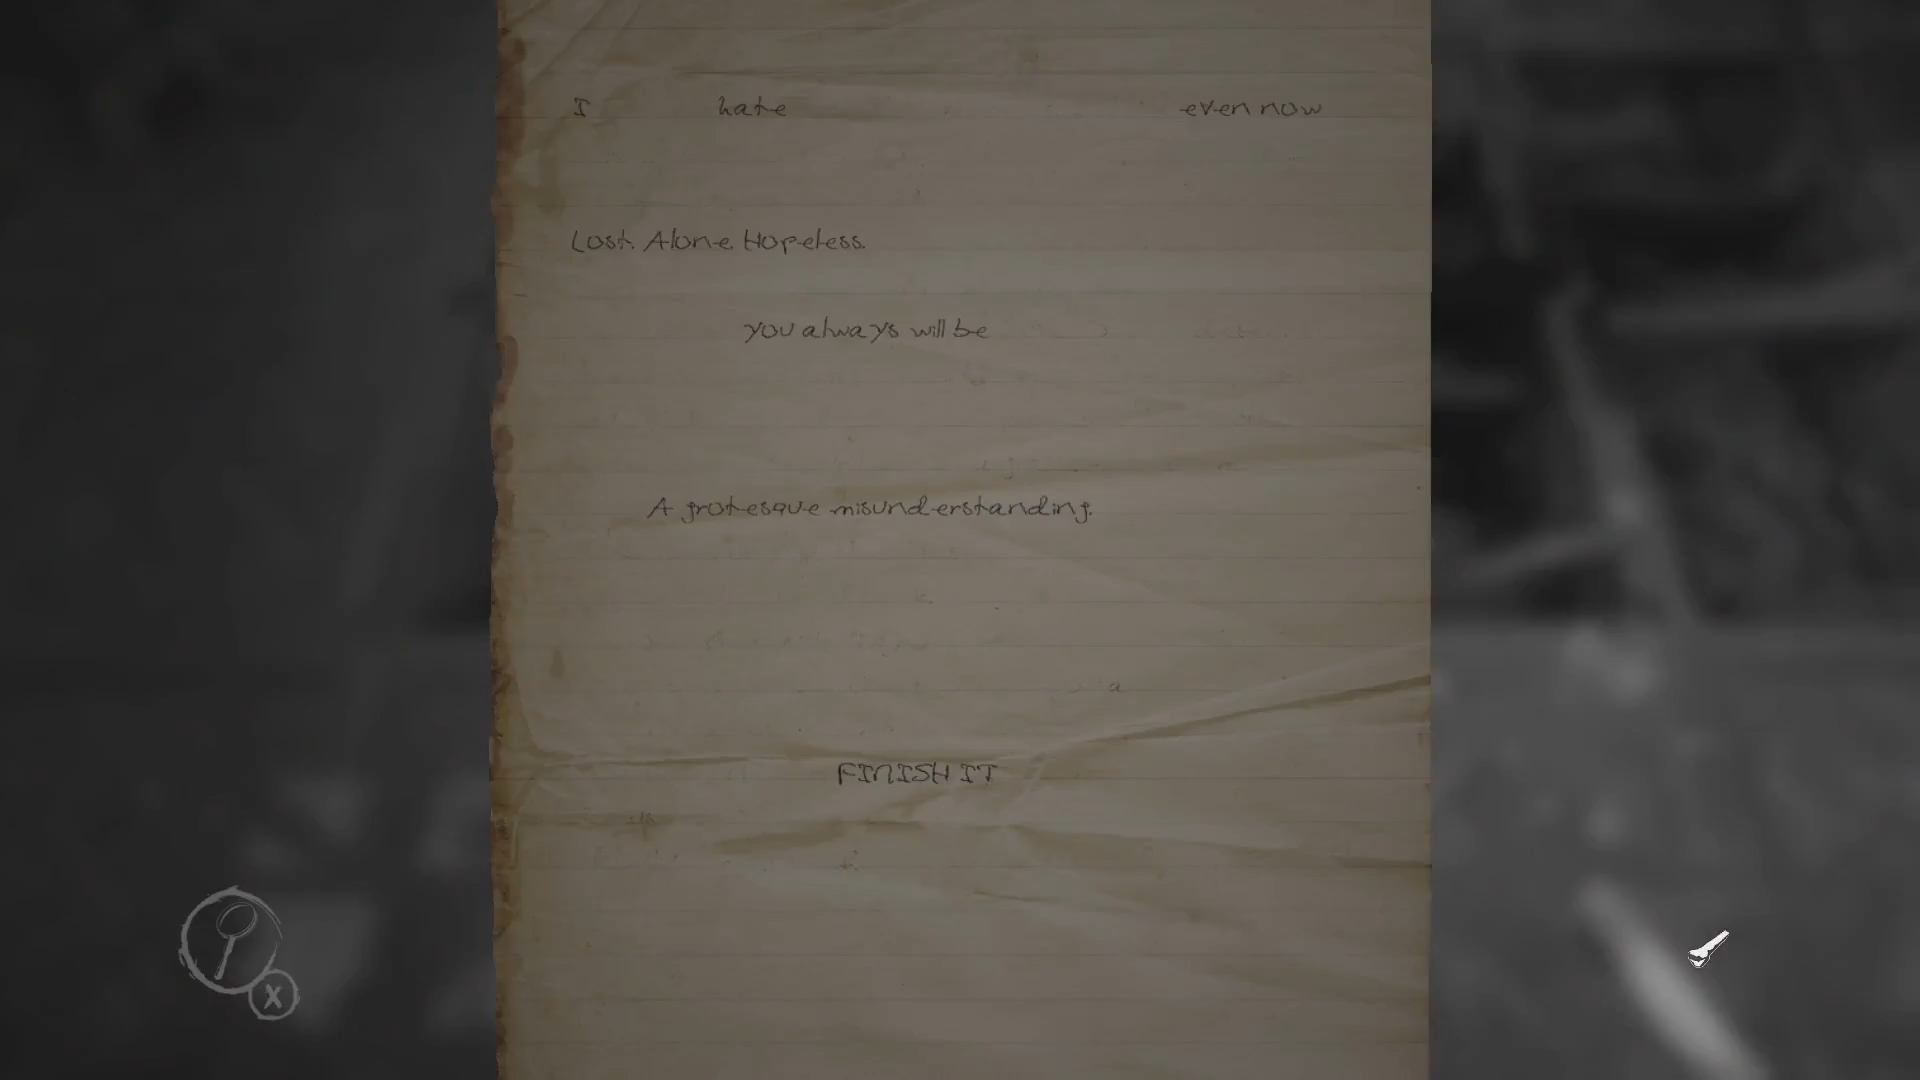 I hate even now
Lost. Alone. Hopeless.
you always will be
A grotesque misunderstanding.
a
FINISH IT
X